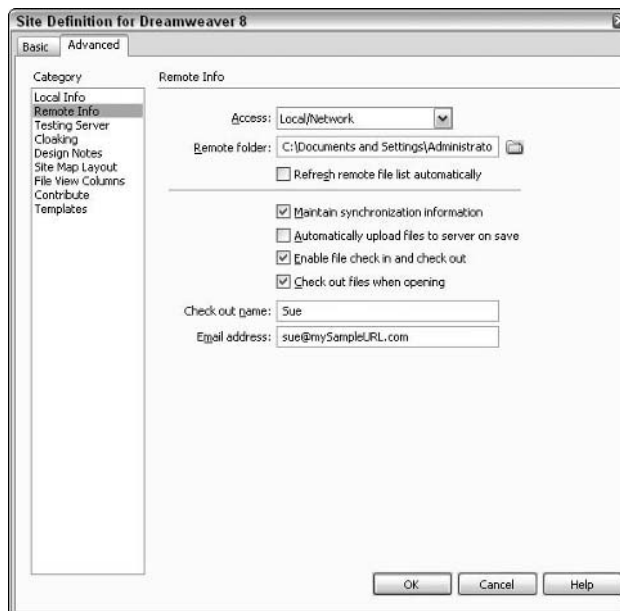 Site Definition for Dreamweaver 8
Basic
Advanced
Category
Local Info
Remote Info
Testing Server
Cloaking
Design Notes
Site Map Layout
File View Columns
Contribute
Templates
Remote Info
Access: Local/Network
Remote folder: C:\Documents and Settings\Administrato
Refresh remote file list automatically
Maintain synchronization information
Automatically upload files to server on save
Enable file check in and check out
Check out files when opening
Check out name: Sue
Email address: sue@mySampleURL.com
OK
Cancel
Help